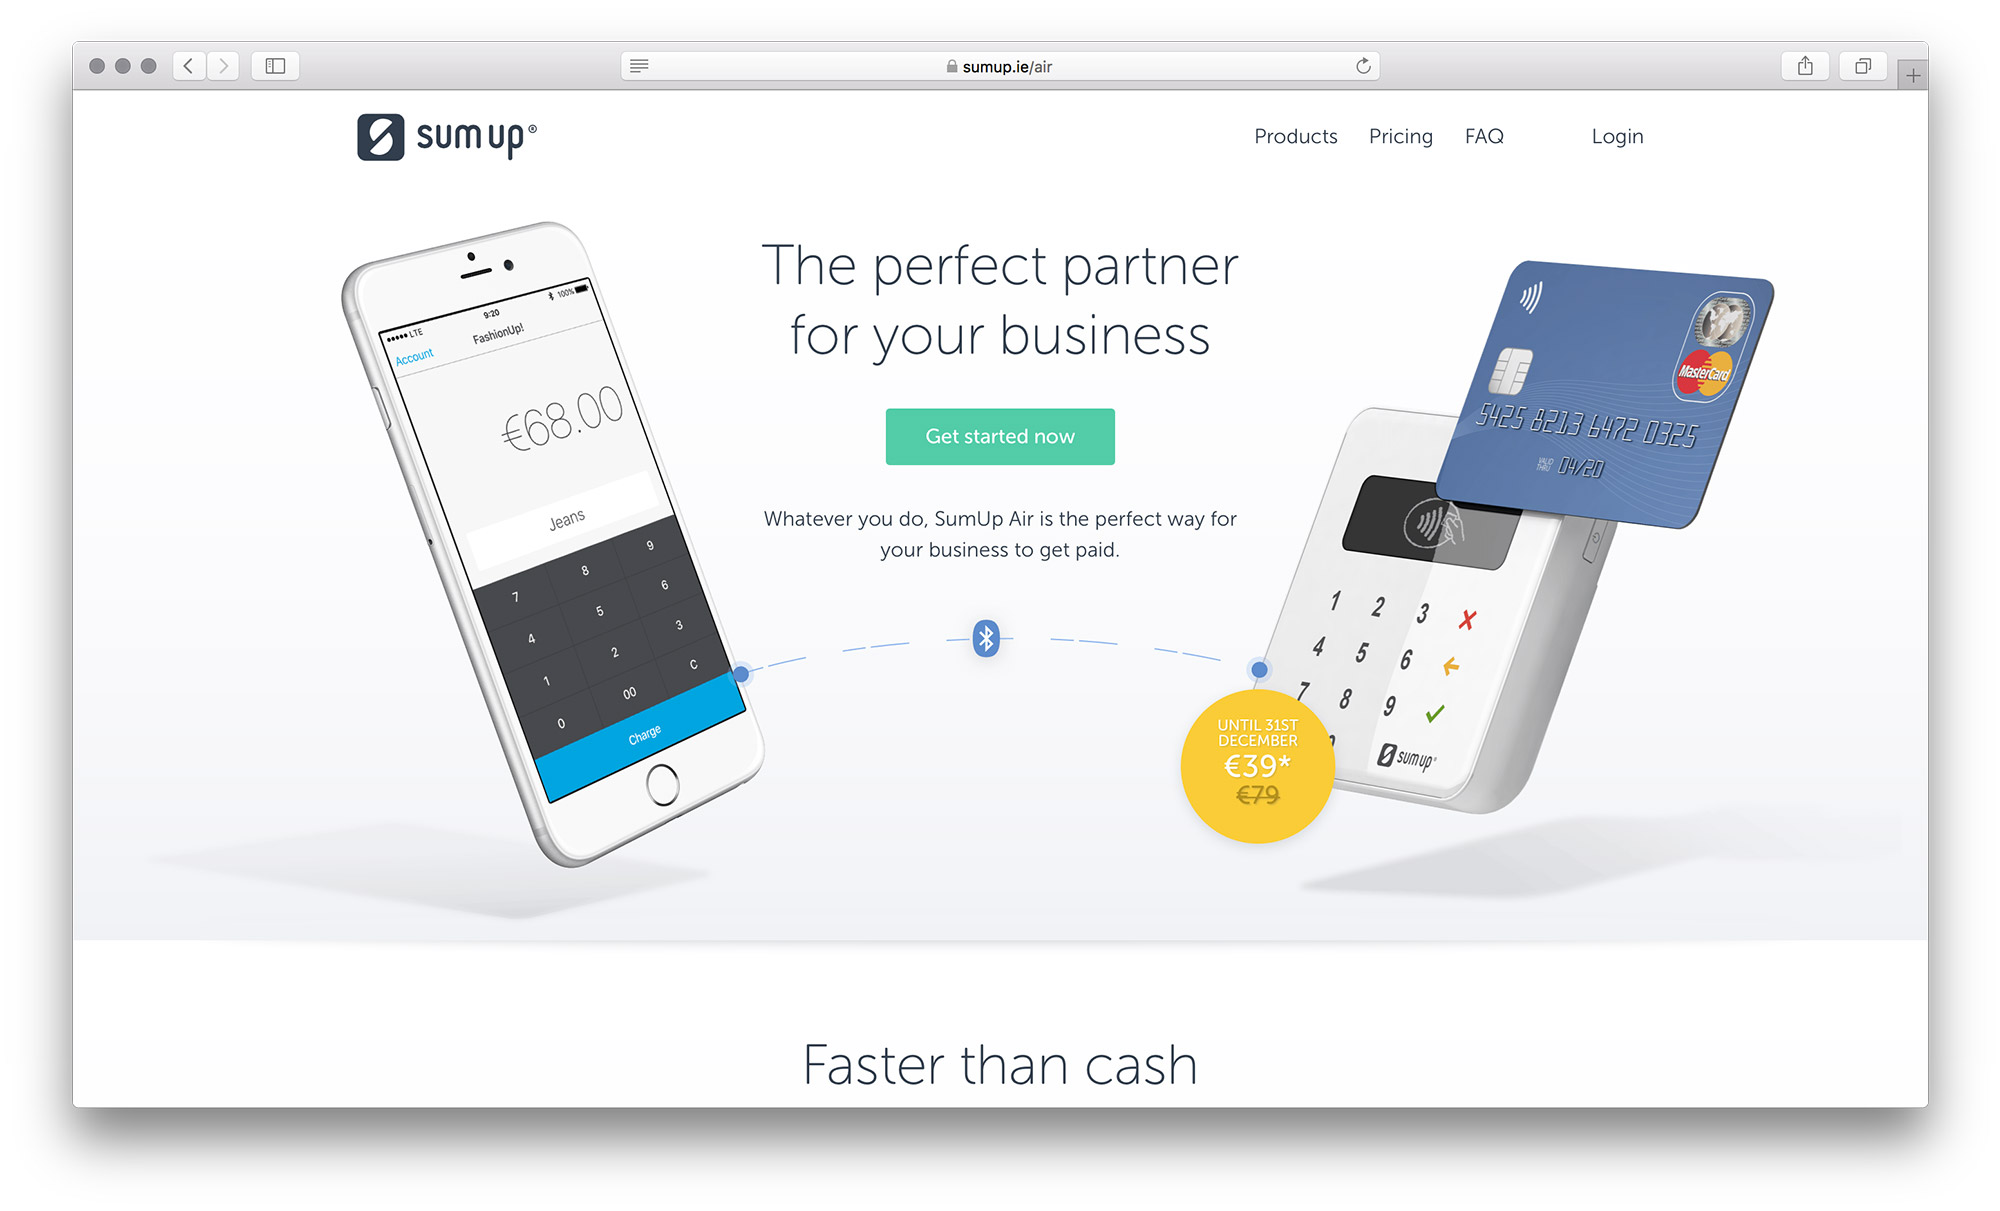 sumup.ie/air
sumup®
Products Pricing FAQ Login
The perfect partner
for your business
Get started now
Whatever you do, SumUp Air is the perfect way for
your business to get paid.
LTE 9:20 100%
Account FashionUp!
€68.00
Jeans
7 8 9
4 5 6
1 2 3
0 00 C
Charge
MasterCard
5425 8213 6472 0325
VALID
THRU 04/20
1 2 3
4 5 6
7 8 9
sumup®
UNTIL 31ST
DECEMBER
€39*
€79
Faster than cash